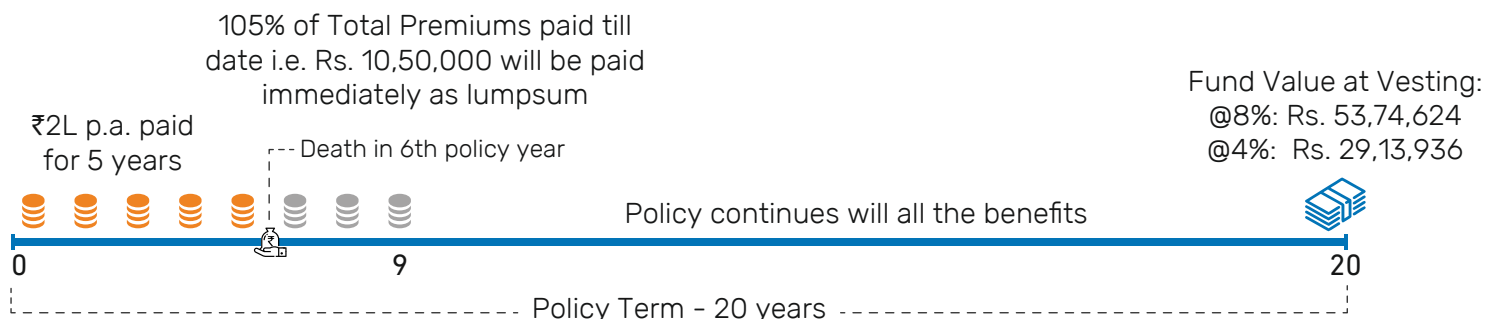 105% of Total Premiums paid till
date i.e. Rs. 10,50,000 will be paid
immediately as lumpsum
₹2L p.a. paid
for 5 years
Death in 6th policy year
Fund Value at Vesting:
@8%: Rs. 53,74,624
@4%: Rs. 29,13,936
Policy continues will all the benefits
₹
0
9
20
Policy Term - 20 years